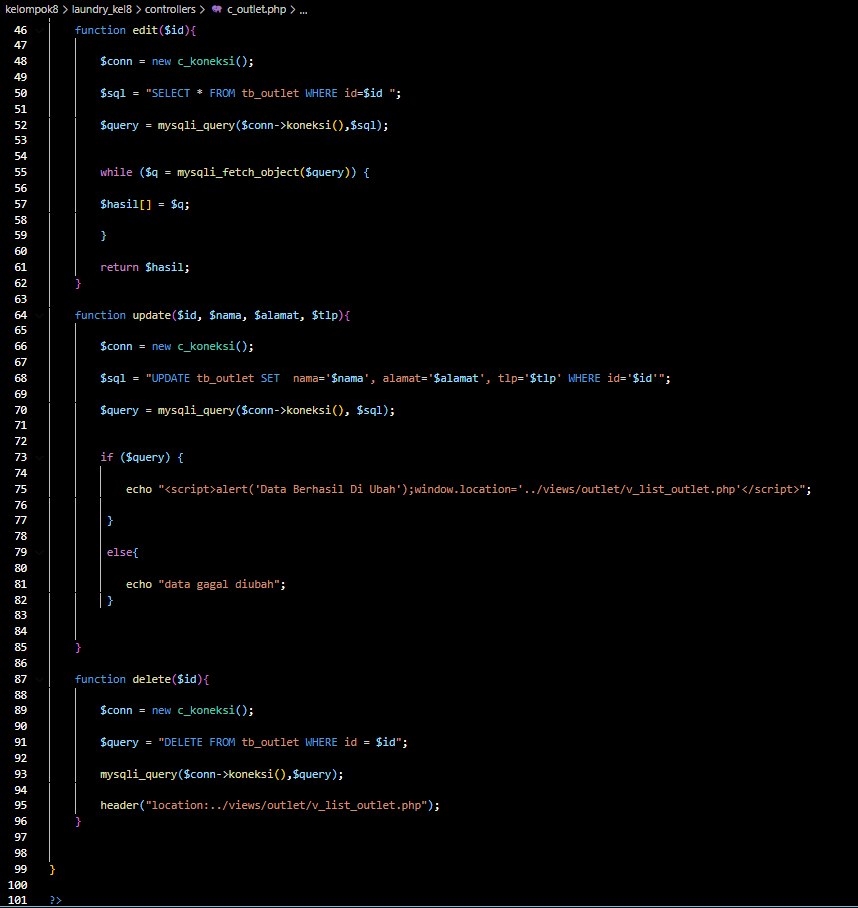 kelompok8 > laundry_kel8 > controllers > c_outlet.php > ...
46 function edit($id){
47
48 $conn = new c_koneksi();
49
50 $sql = "SELECT * FROM tb_outlet WHERE id=$id ";
51
52 $query = mysqli_query($conn->koneksi(),$sql);
53
54
55 while ($q = mysqli_fetch_object($query)) {
56
57 $hasil[] = $q;
58
59 }
60
61 return $hasil;
62 }
63
64 function update($id, $nama, $alamat, $tlp){
65
66 $conn = new c_koneksi();
67
68 $sql = "UPDATE tb_outlet SET  nama='$nama', alamat='$alamat', tlp='$tlp' WHERE id='$id'";
69
70 $query = mysqli_query($conn->koneksi(), $sql);
71
72
73 if ($query) {
74
75 echo "<script>alert('Data Berhasil Di Ubah');window.location='../views/outlet/v_list_outlet.php'</script>";
76
77 }
78
79 else{
80
81 echo "data gagal diubah";
82 }
83
84
85 }
86
87 function delete($id){
88
89 $conn = new c_koneksi();
90
91 $query = "DELETE FROM tb_outlet WHERE id = $id";
92
93 mysqli_query($conn->koneksi(),$query);
94
95 header("location:../views/outlet/v_list_outlet.php");
96 }
97
98
99 }
100
101 ?>